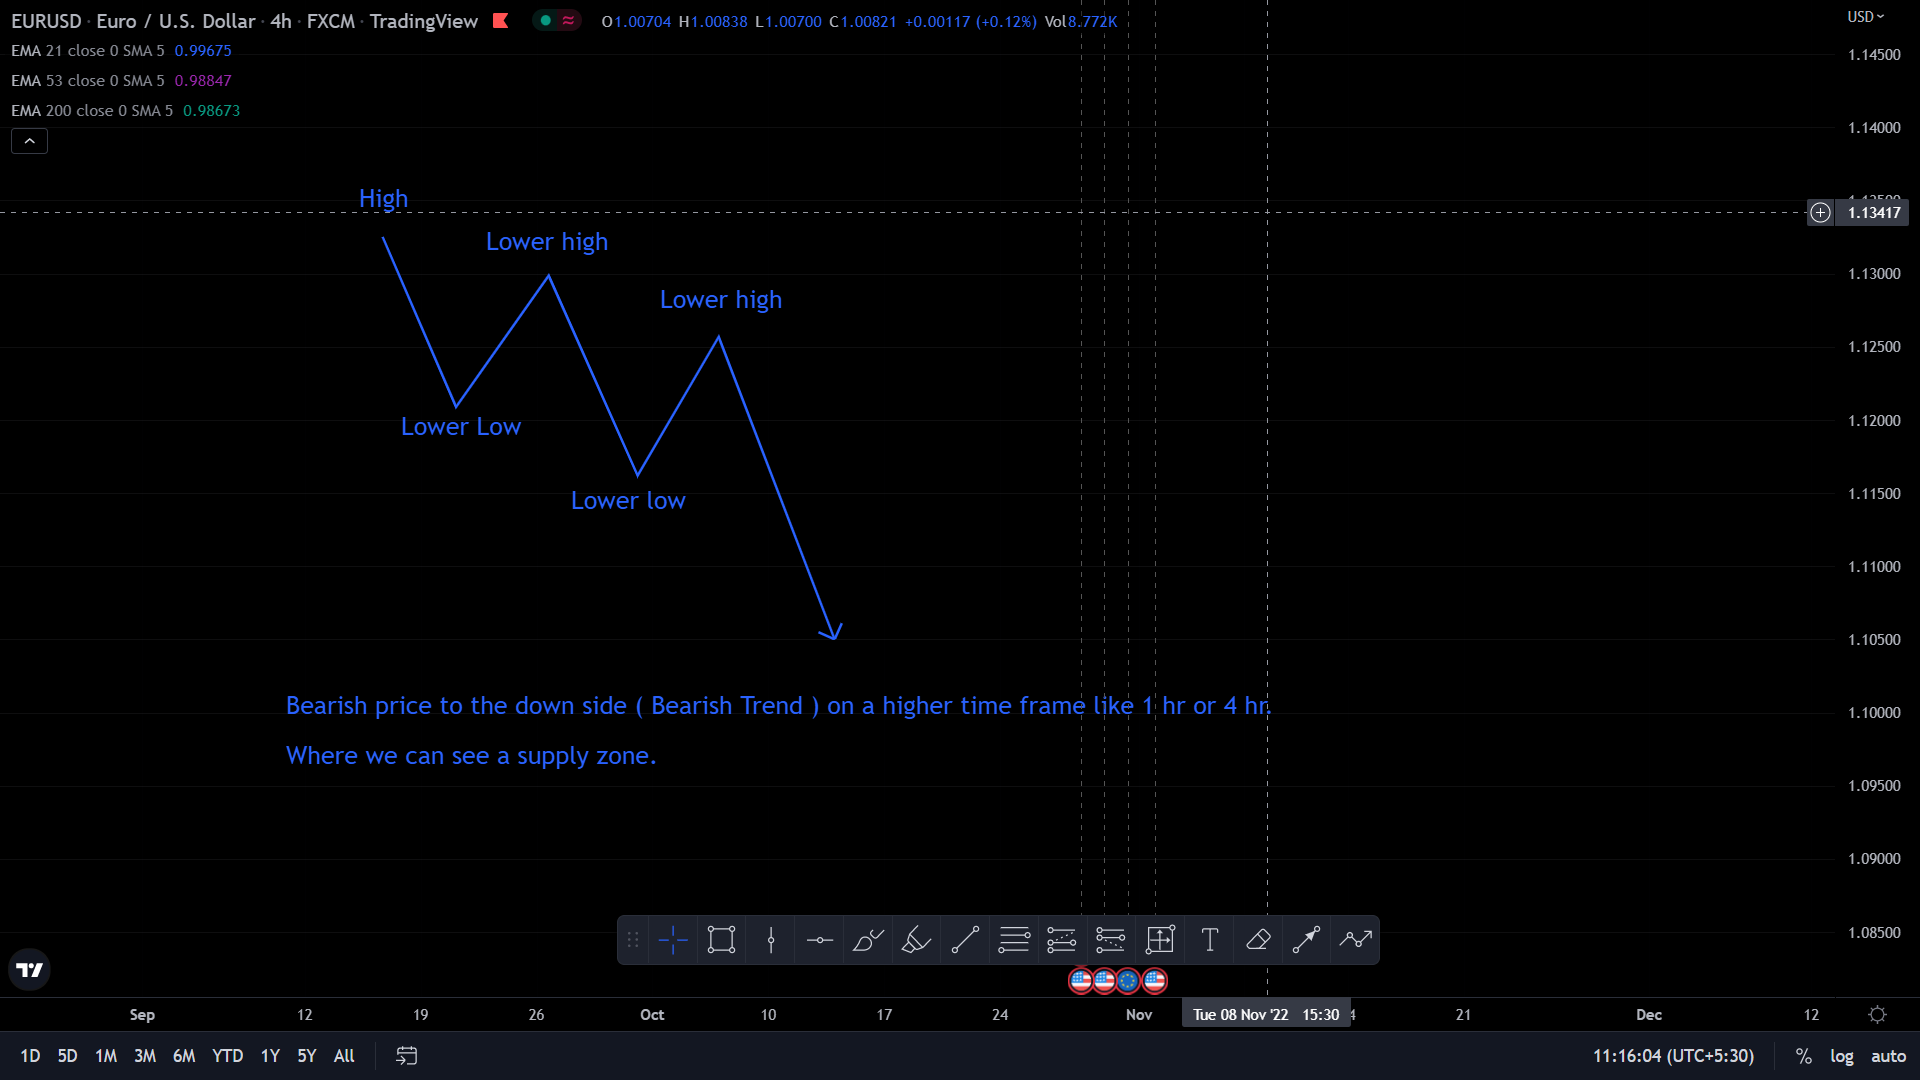 EURUSD · Euro / U.S. Dollar · 4h · FXCM · TradingView O1.00704 H1.00838 L1.00700 C1.00821 +0.00117 (+0.12%) Vol8.772K
USD
EMA 21 close 0 SMA 5 0.99675
EMA 53 close 0 SMA 5 0.98847
EMA 200 close 0 SMA 5 0.98673
1.14500
1.14000
1.13417
1.13000
1.12500
1.12000
1.11500
1.11000
1.10500
1.10000
1.09500
1.09000
1.08500
High
Lower high
Lower high
Lower Low
Lower low
Bearish price to the down side ( Bearish Trend ) on a higher time frame like 1 hr or 4 hr.
Where we can see a supply zone.
Sep 12 19 26 Oct 10 17 24 Nov Tue 08 Nov '22 15:30 21 Dec 12
1D 5D 1M 3M 6M YTD 1Y 5Y All 11:16:04 (UTC+5:30) % log auto